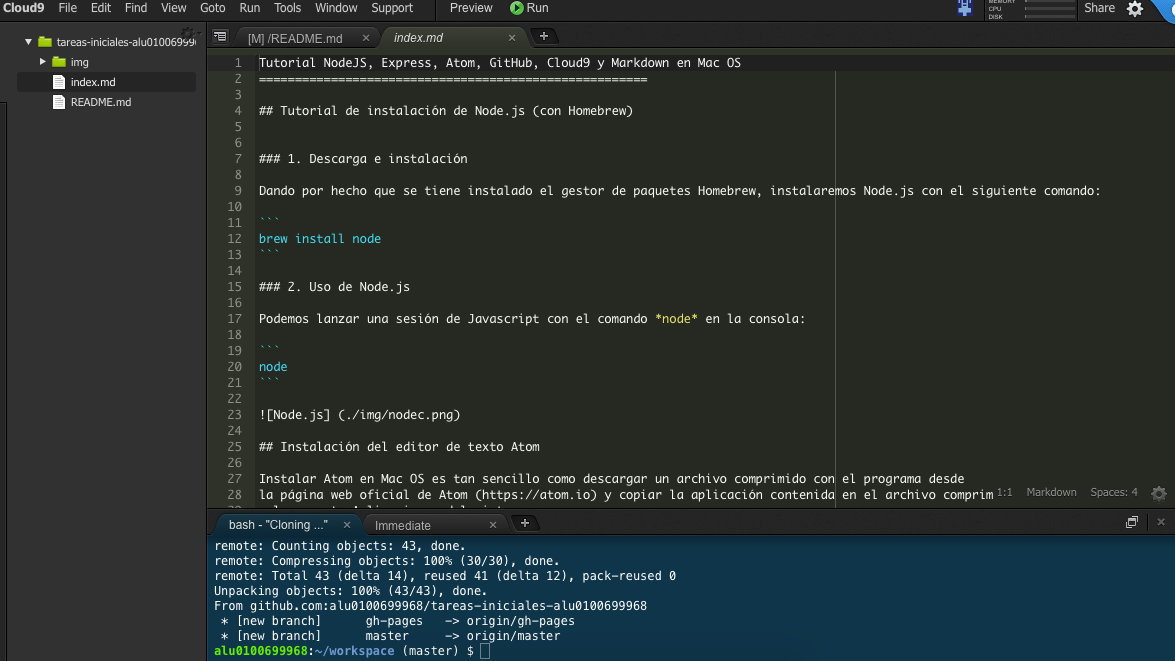 Cloud9 File Edit Find View Goto Run Tools Window Support Preview Run MEMORY CPU DISK Share
tareas-iniciales-alu010069996
img
index.md
README.md
[M] /README.md × index.md × +
1 Tutorial NodeJS, Express, Atom, GitHub, Cloud9 y Markdown en Mac OS
2 ======================================================
3
4 ## Tutorial de instalación de Node.js (con Homebrew)
5
6
7 ### 1. Descarga e instalación
8
9 Dando por hecho que se tiene instalado el gestor de paquetes Homebrew, instalaremos Node.js con el siguiente comando:
10
11 ```
12 brew install node
13 ```
14
15 ### 2. Uso de Node.js
16
17 Podemos lanzar una sesión de Javascript con el comando *node* en la consola:
18
19 ```
20 node
21 ```
22
23 ![Node.js] (./img/nodec.png)
24
25 ## Instalación del editor de texto Atom
26
27 Instalar Atom en Mac OS es tan sencillo como descargar un archivo comprimido con el programa desde
28 la página web oficial de Atom (https://atom.io) y copiar la aplicación contenida en el archivo comprim
1:1 Markdown Spaces: 4
bash - "Cloning ..." × Immediate × +
remote: Counting objects: 43, done.
remote: Compressing objects: 100% (30/30), done.
remote: Total 43 (delta 14), reused 41 (delta 12), pack-reused 0
Unpacking objects: 100% (43/43), done.
From github.com:alu0100699968/tareas-iniciales-alu0100699968
* [new branch] gh-pages -> origin/gh-pages
* [new branch] master -> origin/master
alu0100699968:~/workspace (master) $